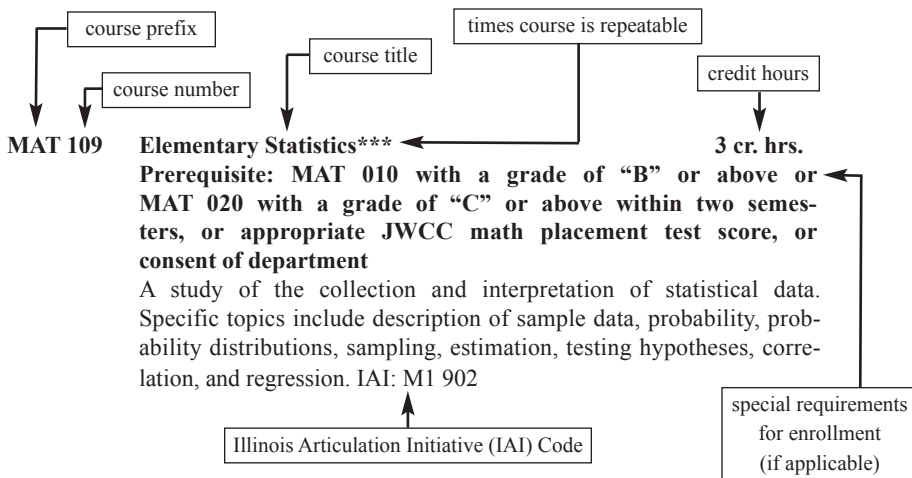 course prefix
times course is repeatable
course title
credit hours
course number
MAT 109 Elementary Statistics*** 3 cr. hrs.
Prerequisite: MAT 010 with a grade of “B” or above or
MAT 020 with a grade of “C” or above within two semes-
ters, or appropriate JWCC math placement test score, or
consent of department
A study of the collection and interpretation of statistical data.
Specific topics include description of sample data, probability, prob-
ability distributions, sampling, estimation, testing hypotheses, corre-
lation, and regression. IAI: M1 902
special requirements
for enrollment
(if applicable)
Illinois Articulation Initiative (IAI) Code